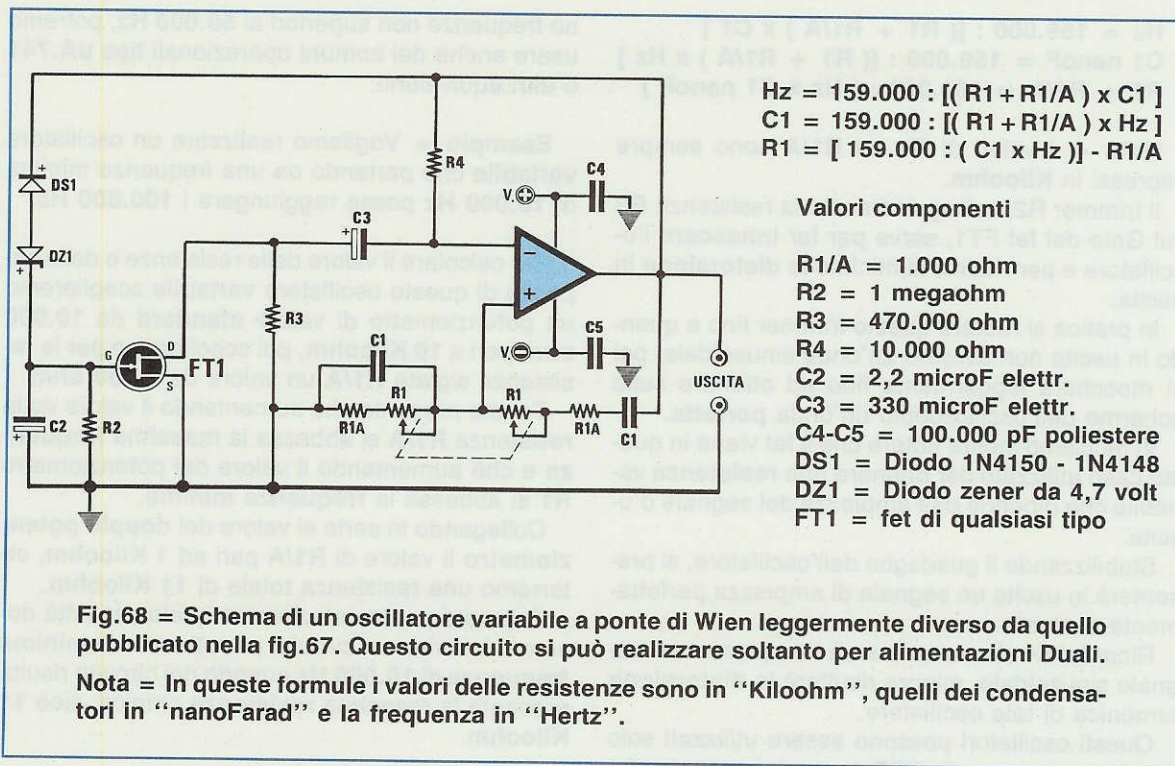 Hz = 159.000 : [( R1 + R1/A ) x C1 ]
C1 = 159.000 : [( R1 + R1/A ) x Hz ]
R1 = [ 159.000 : ( C1 x Hz )] - R1/A
Valori componenti
R1/A = 1.000 ohm
R2 = 1 megaohm
R3 = 470.000 ohm
R4 = 10.000 ohm
C2 = 2,2 microF elettr.
C3 = 330 microF elettr.
C4-C5 = 100.000 pF poliestere
DS1 = Diodo 1N4150 - 1N4148
DZ1 = Diodo zener da 4,7 volt
FT1 = fet di qualsiasi tipo
DS1
DZ1
R4
C4
V
C3
R3
G
D
S
FT1
C1
V
C5
USCITA
C2
R2
R1A
R1
R1
R1A
C1
Fig.68 = Schema di un oscillatore variabile a ponte di Wien leggermente diverso da quello
pubblicato nella fig.67. Questo circuito si può realizzare soltanto per alimentazioni Duali.
Nota = In queste formule i valori delle resistenze sono in "Kiloohm", quelli dei condensa-
tori in "nanoFarad" e la frequenza in "Hertz".